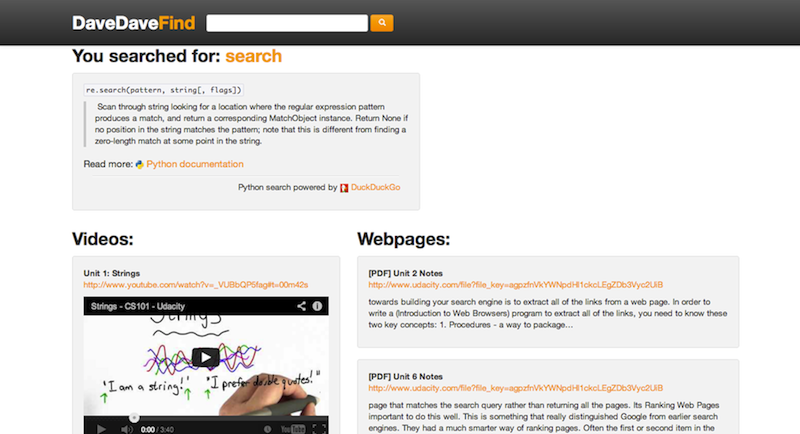 DaveDaveFind
You searched for: search
re.search(pattern, string[, flags])
Scan through string looking for a location where the regular expression pattern
produces a match, and return a corresponding MatchObject instance. Return None if
no position in the string matches the pattern; note that this is different from finding a
zero-length match at some point in the string.
Read more: Python documentation
Python search powered by DuckDuckGo
Videos:
Unit 1: Strings
http://www.youtube.com/watch?v=_VUBbQP5fag#t=00m42s
Strings - CS101 - Udacity
Strings
'I am a string!' "I prefer double quotes!"
0:00 / 3:40
YouTube
Webpages:
[PDF] Unit 2 Notes
http://www.udacity.com/file?file_key=agpzfnVkYWNpdHl1ckcLEgZDb3Vyc2UiB
towards building your search engine is to extract all of the links from a web page. In order to
write a (Introduction to Web Browsers) program to extract all of the links, you need to know these
two key concepts: 1. Procedures - a way to package...
[PDF] Unit 6 Notes
http://www.udacity.com/file?file_key=agpzfnVkYWNpdHl1ckcLEgZDb3Vyc2UiB
page that matches the search query rather than returning all the pages. Its Ranking Web Pages
important to do this well. This is something that really distinguished Google from earlier search
engines. They had a much smarter way of ranking pages. Often the first or second item in the